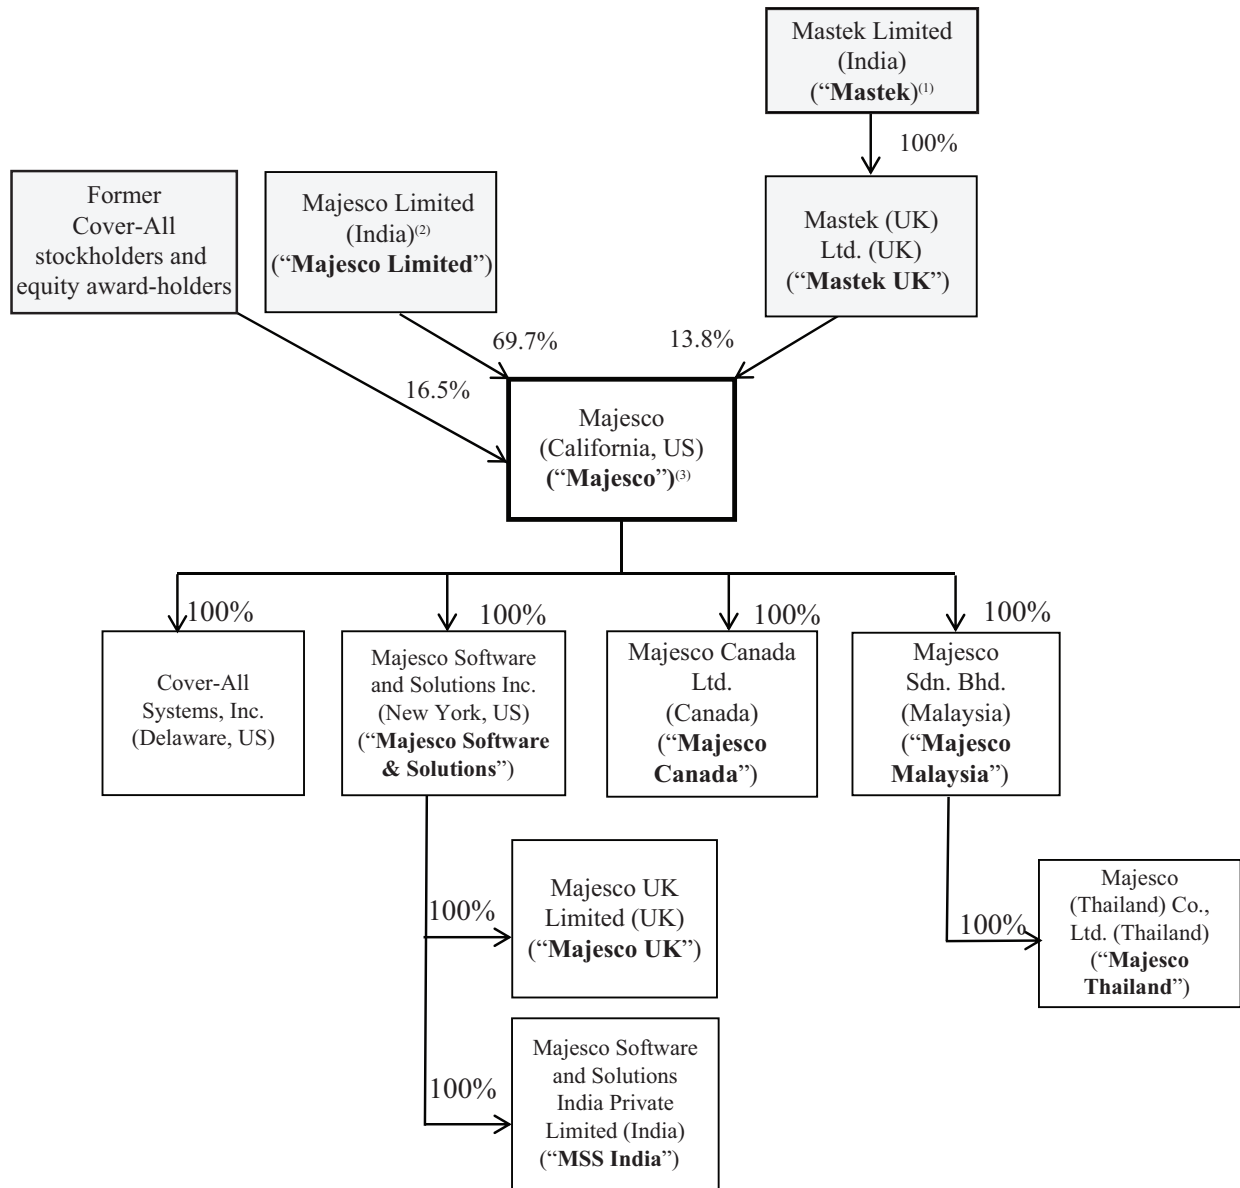 Mastek Limited
(India)
(“Mastek)(1)
100%
Former
Cover-All
stockholders and
equity award-holders
Majesco Limited
(India)(2)
(“Majesco Limited”)
Mastek (UK)
Ltd. (UK)
(“Mastek UK”)
69.7%
13.8%
16.5%
Majesco
(California, US)
(“Majesco”)(3)
100%
100%
100%
100%
Cover-All
Systems, Inc.
(Delaware, US)
Majesco Software
and Solutions Inc.
(New York, US)
(“Majesco Software
& Solutions”)
Majesco Canada
Ltd.
(Canada)
(“Majesco
Canada”)
Majesco
Sdn. Bhd.
(Malaysia)
(“Majesco
Malaysia”)
100%
Majesco UK
Limited (UK)
(“Majesco UK”)
100%
Majesco
(Thailand) Co.,
Ltd. (Thailand)
(“Majesco
Thailand”)
100%
Majesco Software
and Solutions
India Private
Limited (India)
(“MSS India”)